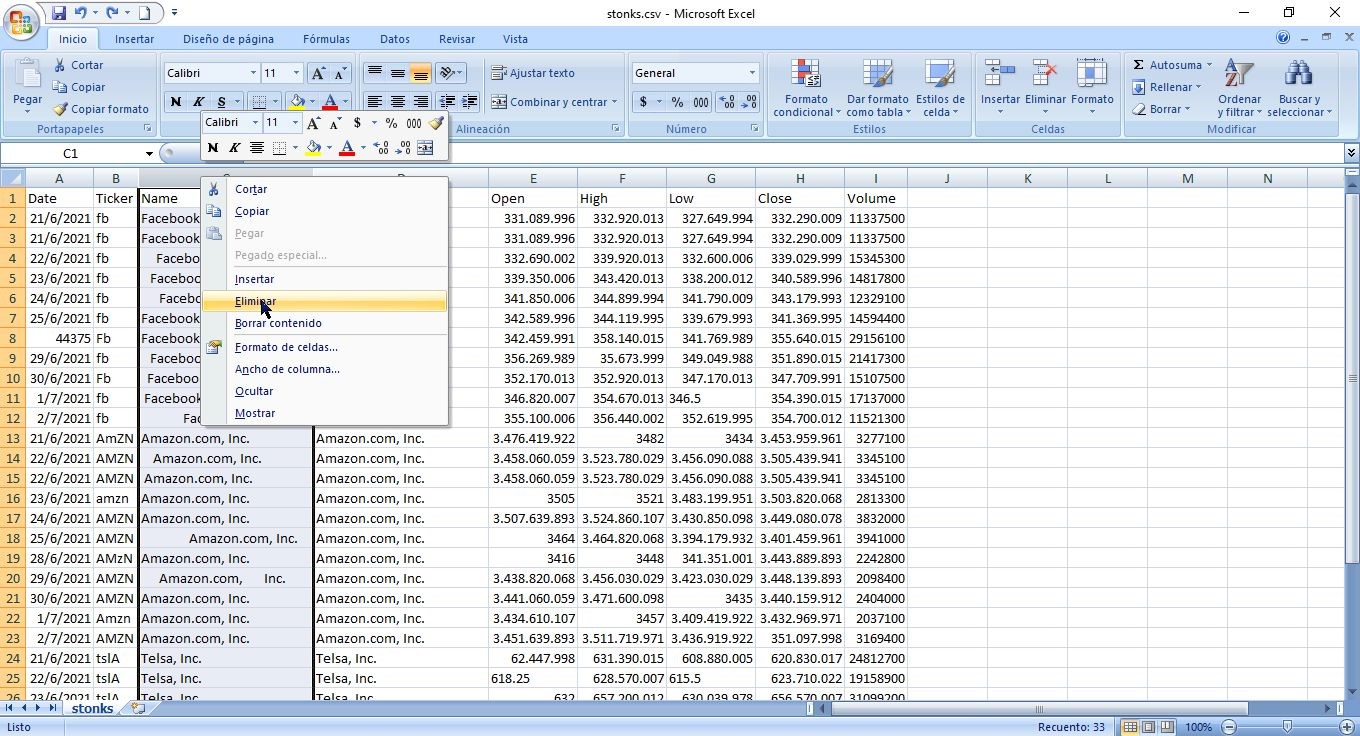 stonks.csv - Microsoft Excel
Inicio Insertar Diseño de página Fórmulas Datos Revisar Vista
Pegar
Cortar
Copiar
Copiar formato
Portapapeles
Calibri 11
N K S
Ajustar texto
Combinar y centrar
Alineación
General
$ % 000
Número
Formato condicional
Dar formato como tabla
Estilos de celda
Estilos
Insertar Eliminar Formato
Celdas
Autosuma
Rellenar
Borrar
Ordenar y filtrar
Buscar y seleccionar
Modificar
Calibri 11 A A $ % 000
N K
C1
Cortar
Copiar
Pegar
Pegado especial...
Insertar
Eliminar
Borrar contenido
Formato de celdas...
Ancho de columna...
Ocultar
Mostrar
A B E F G H I J K L M N
1 Date Ticker Name Open High Low Close Volume
2 21/6/2021 fb Facebook 331.089.996 332.920.013 327.649.994 332.290.009 11337500
3 21/6/2021 fb Facebook 331.089.996 332.920.013 327.649.994 332.290.009 11337500
4 22/6/2021 fb Facebo 332.690.002 339.920.013 332.600.006 339.029.999 15345300
5 23/6/2021 fb Faceboo 339.350.006 343.420.013 338.200.012 340.589.996 14817800
6 24/6/2021 fb Facebo 341.850.006 344.899.994 341.790.009 343.179.993 12329100
7 25/6/2021 fb Facebook 342.589.996 344.119.995 339.679.993 341.369.995 14594400
8 44375 Fb Facebook 342.459.991 358.140.015 341.769.989 355.640.015 29156100
9 29/6/2021 fb Faceboo 356.269.989 35.673.999 349.049.988 351.890.015 21417300
10 30/6/2021 Fb Faceboo 352.170.013 352.920.013 347.170.013 347.709.991 15107500
11 1/7/2021 fb Facebook 346.820.007 354.670.013 346.5 354.390.015 17137000
12 2/7/2021 fb Fac 355.100.006 356.440.002 352.619.995 354.700.012 11521300
13 21/6/2021 AmZN Amazon.com, Inc. Amazon.com, Inc. 3.476.419.922 3482 3434 3.453.959.961 3277100
14 22/6/2021 AMZN Amazon.com, Inc. Amazon.com, Inc. 3.458.060.059 3.523.780.029 3.456.090.088 3.505.439.941 3345100
15 22/6/2021 AMZN Amazon.com, Inc. Amazon.com, Inc. 3.458.060.059 3.523.780.029 3.456.090.088 3.505.439.941 3345100
16 23/6/2021 amzn Amazon.com, Inc. Amazon.com, Inc. 3505 3521 3.483.199.951 3.503.820.068 2813300
17 24/6/2021 AMZN Amazon.com, Inc. Amazon.com, Inc. 3.507.639.893 3.524.860.107 3.430.850.098 3.449.080.078 3832000
18 25/6/2021 AMZN Amazon.com, Inc. Amazon.com, Inc. 3464 3.464.820.068 3.394.179.932 3.401.459.961 3941000
19 28/6/2021 AMzN Amazon.com, Inc. Amazon.com, Inc. 3416 3448 341.351.001 3.443.889.893 2242800
20 29/6/2021 AMZN Amazon.com, Inc. Amazon.com, Inc. 3.438.820.068 3.456.030.029 3.423.030.029 3.448.139.893 2098400
21 30/6/2021 AMZN Amazon.com, Inc. Amazon.com, Inc. 3.441.060.059 3.471.600.098 3435 3.440.159.912 2404000
22 1/7/2021 Amzn Amazon.com, Inc. Amazon.com, Inc. 3.434.610.107 3457 3.409.419.922 3.432.969.971 2037100
23 2/7/2021 AMZN Amazon.com, Inc. Amazon.com, Inc. 3.451.639.893 3.511.719.971 3.436.919.922 351.097.998 3169400
24 21/6/2021 tslA Telsa, Inc. Telsa, Inc. 62.447.998 631.390.015 608.880.005 620.830.017 24812700
25 22/6/2021 tslA Telsa, Inc. Telsa, Inc. 618.25 628.570.007 615.5 623.710.022 19158900
26 23/6/2021 tslA Telsa, Inc. Telsa, Inc. 632 657.200.012 630.039.978 656.570.007 31099200
stonks
Listo Recuento: 33 100%